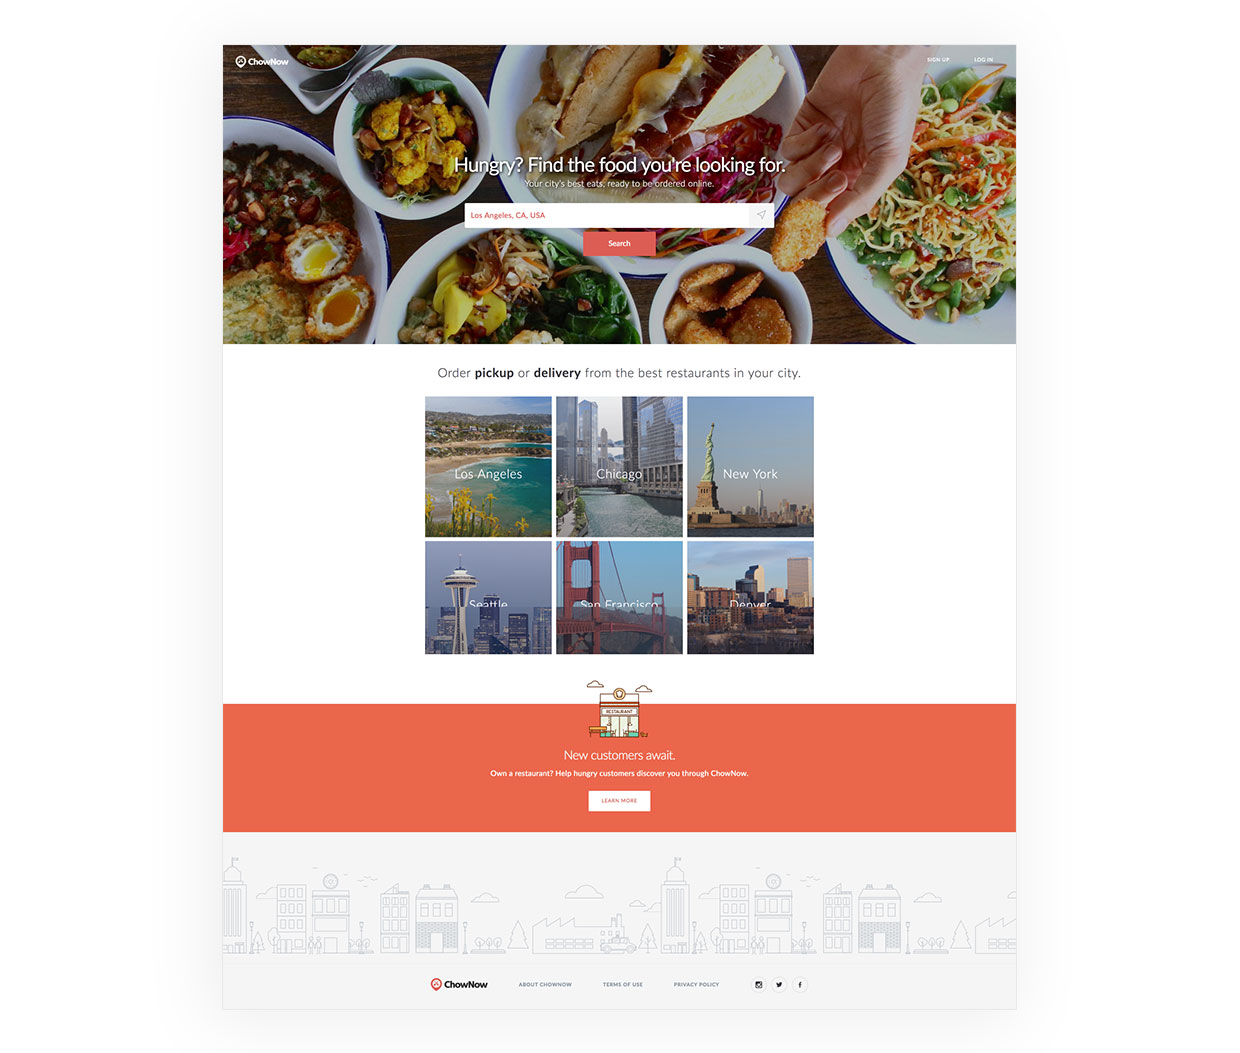 ChowNow
SIGN UP LOG IN
Hungry? Find the food you're looking for.
Your city's best eats, ready to be ordered online.
Los Angeles, CA, USA
Search
Order pickup or delivery from the best restaurants in your city.
Los Angeles
Chicago
New York
Seattle
San Francisco
Denver
RESTAURANT
New customers await.
Own a restaurant? Help hungry customers discover you through ChowNow.
LEARN MORE
ChowNow
ABOUT CHOWNOW
TERMS OF USE
PRIVACY POLICY